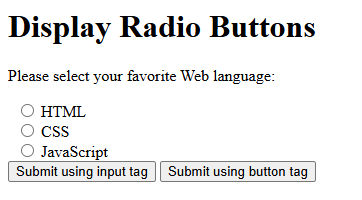 Display Radio Buttons
Please select your favorite Web language:
HTML
CSS
JavaScript
Submit using input tag Submit using button tag